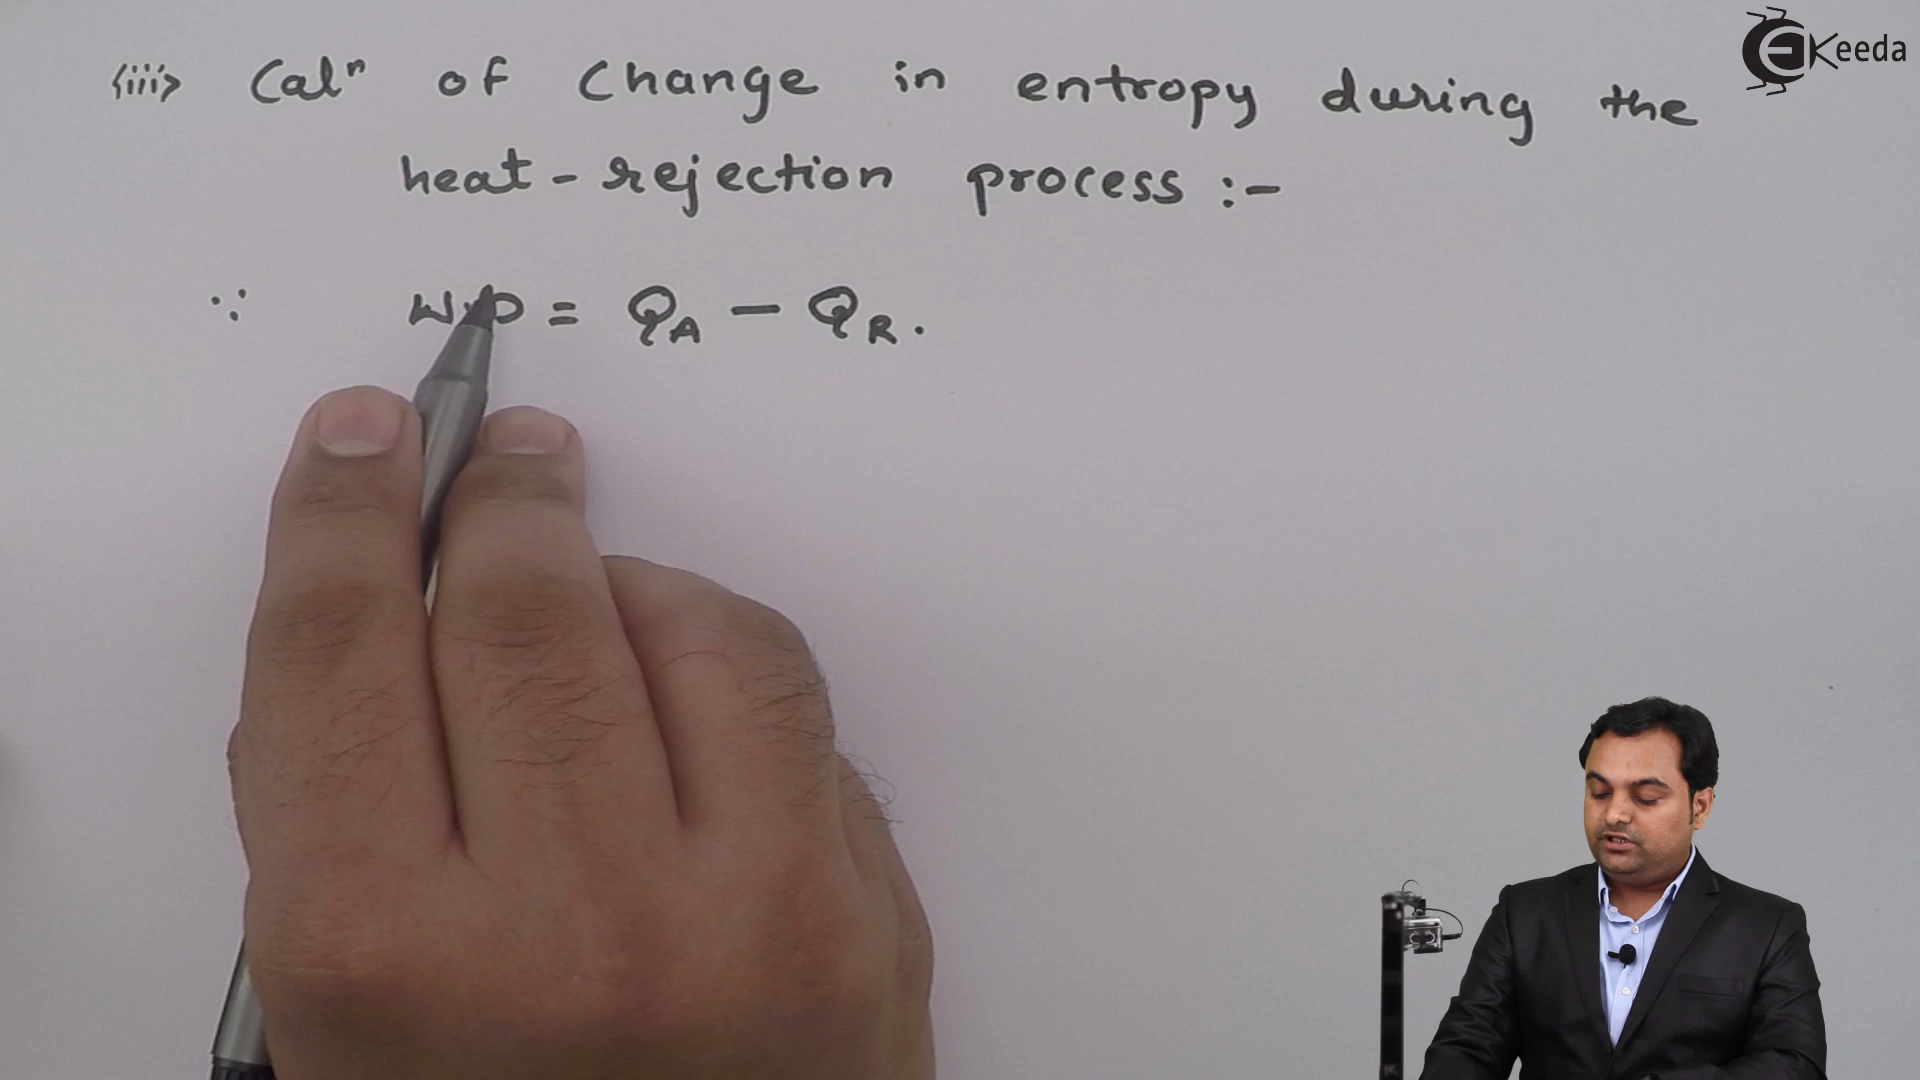 (iii) Calⁿ of change in entropy during the
heat-rejection process :-
∵ W.D = QA - QR.
EKeeda